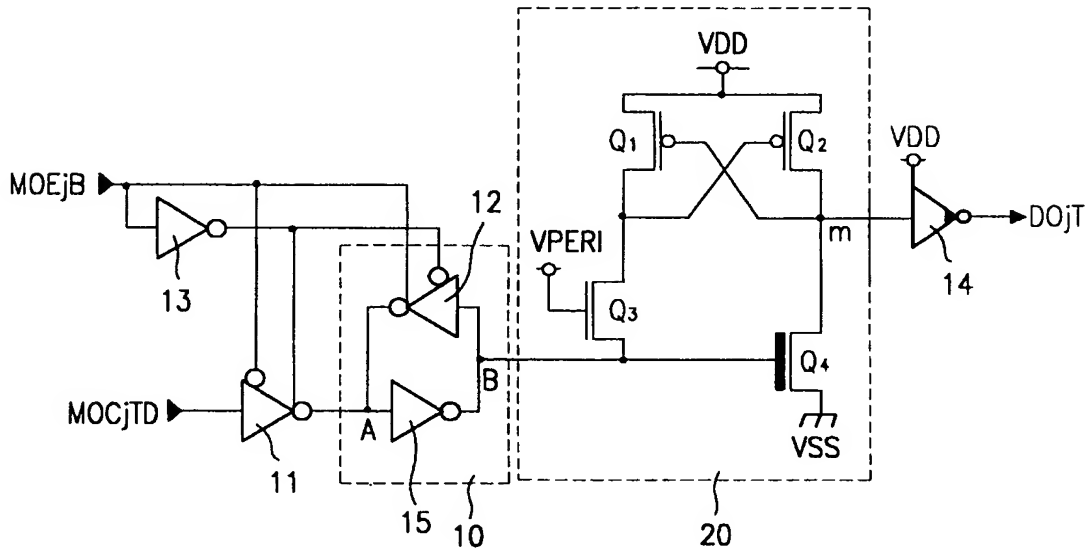 VDD
Q1
Q2
VDD
MOEjB
12
DOjT
m
VPERI
14
13
Q3
Q4
B
MOCjTD
A
VSS
11
15
10
20